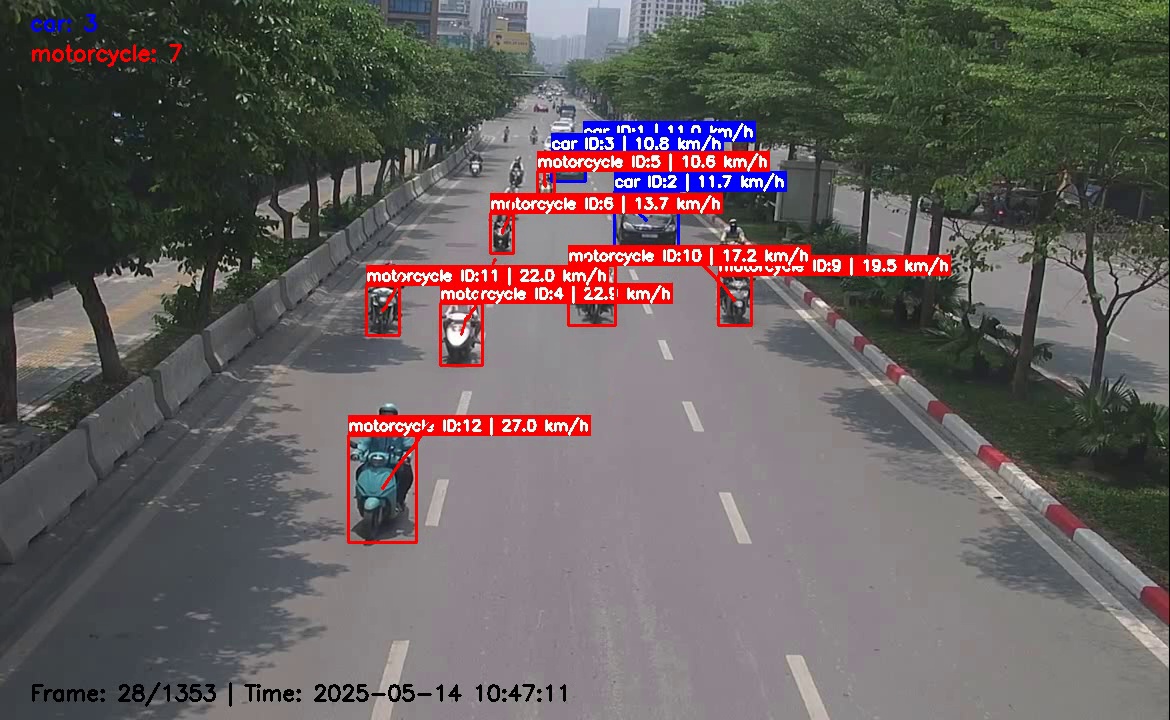 car: 3
motorcycle: 7
car ID:1 | 11.0 km/h
car ID:3 | 10.8 km/h
motorcycle ID:5 | 10.6 km/h
car ID:2 | 11.7 km/h
motorcycle ID:6 | 13.7 km/h
motorcycle ID:10 | 17.2 km/h
motorcycle ID:9 | 19.5 km/h
motorcycle ID:11 | 22.0 km/h
motorcycle ID:4 | 22.9 km/h
motorcycle ID:12 | 27.0 km/h
Frame: 28/1353 | Time: 2025-05-14 10:47:11